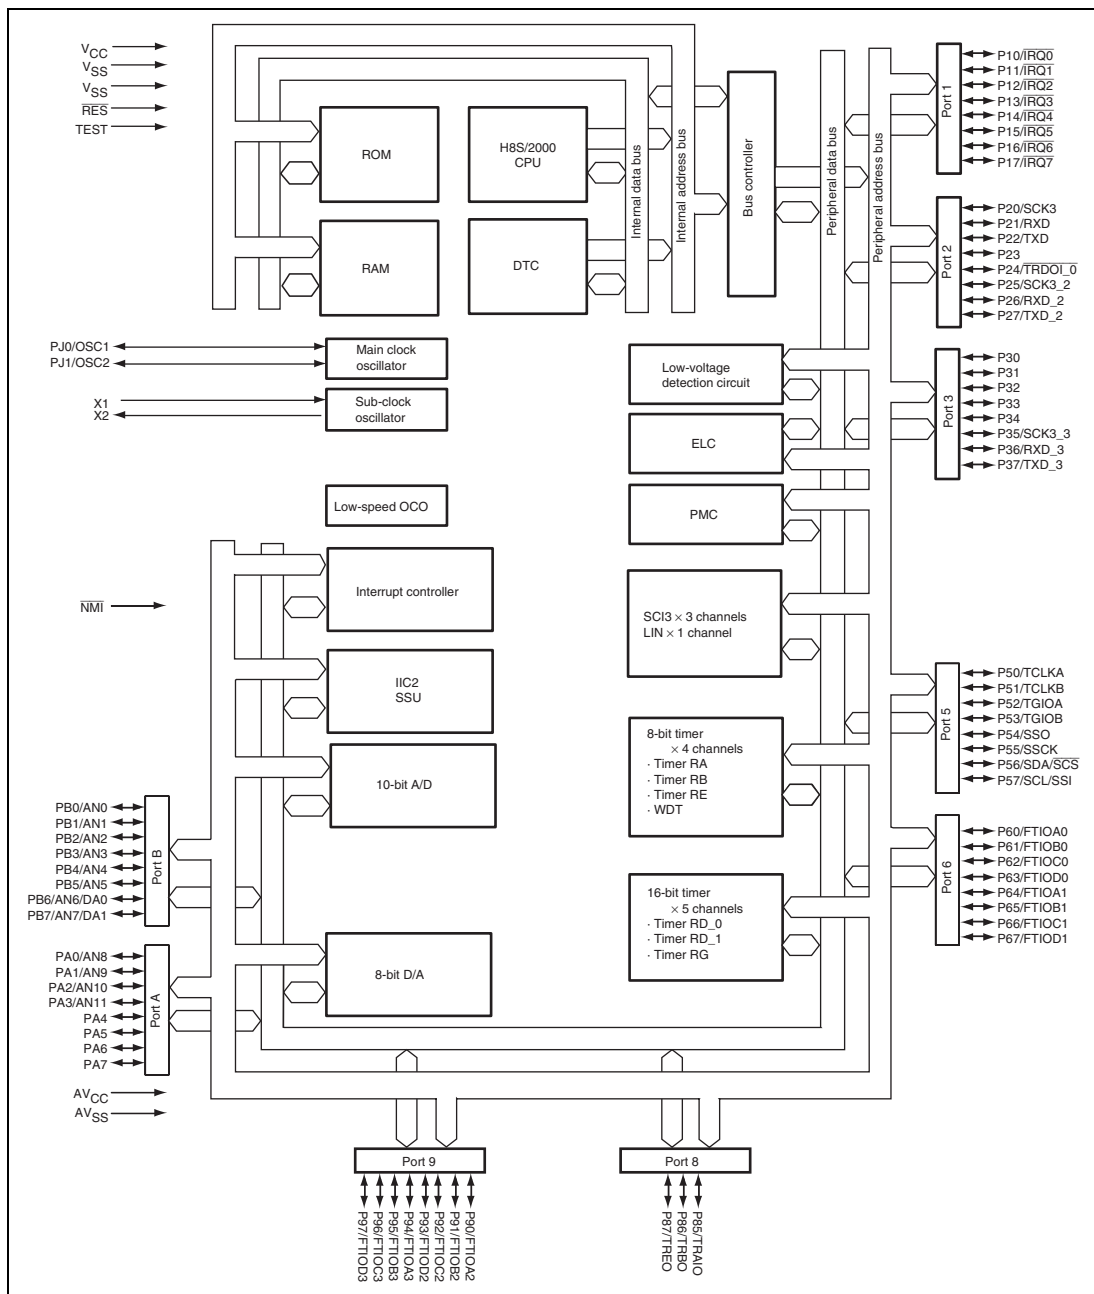 VCC
VSS
VSS
RES
TEST
ROM
H8S/2000
CPU
RAM
DTC
Internal data bus
Internal address bus
Bus controller
Peripheral data bus
Peripheral address bus
Port 1
P10/IRQ0
P11/IRQ1
P12/IRQ2
P13/IRQ3
P14/IRQ4
P15/IRQ5
P16/IRQ6
P17/IRQ7
Port 2
P20/SCK3
P21/RXD
P22/TXD
P23
P24/TRDOI_0
P25/SCK3_2
P26/RXD_2
P27/TXD_2
PJ0/OSC1
PJ1/OSC2
Main clock
oscillator
X1
X2
Sub-clock
oscillator
Low-speed OCO
Low-voltage
detection circuit
ELC
PMC
Port 3
P30
P31
P32
P33
P34
P35/SCK3_3
P36/RXD_3
P37/TXD_3
NMI
Interrupt controller
IIC2
SSU
10-bit A/D
8-bit D/A
SCI3 × 3 channels
LIN × 1 channel
8-bit timer
× 4 channels
· Timer RA
· Timer RB
· Timer RE
· WDT
16-bit timer
× 5 channels
· Timer RD_0
· Timer RD_1
· Timer RG
Port 5
P50/TCLKA
P51/TCLKB
P52/TGIOA
P53/TGIOB
P54/SSO
P55/SSCK
P56/SDA/SCS
P57/SCL/SSI
Port 6
P60/FTIOA0
P61/FTIOB0
P62/FTIOC0
P63/FTIOD0
P64/FTIOA1
P65/FTIOB1
P66/FTIOC1
P67/FTIOD1
PB0/AN0
PB1/AN1
PB2/AN2
PB3/AN3
PB4/AN4
PB5/AN5
PB6/AN6/DA0
PB7/AN7/DA1
Port B
PA0/AN8
PA1/AN9
PA2/AN10
PA3/AN11
PA4
PA5
PA6
PA7
Port A
AVCC
AVSS
Port 9
P97/FTIOD3
P96/FTIOC3
P95/FTIOB3
P94/FTIOA3
P93/FTIOD2
P92/FTIOC2
P91/FTIOB2
P90/FTIOA2
Port 8
P87/TREO
P86/TRBO
P85/TRAIO